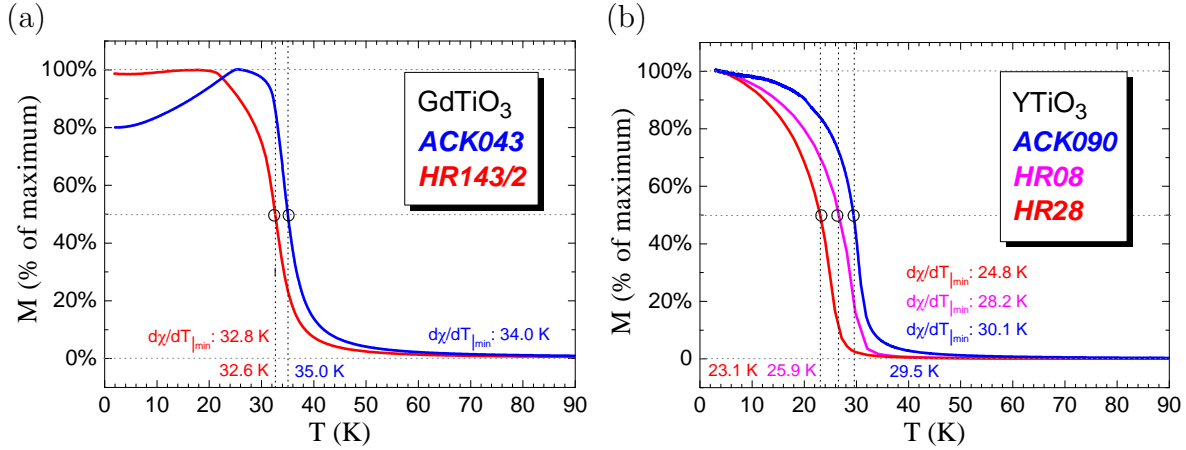 (a)
M (% of maximum)
100%
80%
60%
40%
20%
0%
GdTiO₃
ACK043
HR143/2
dχ/dT|min: 32.8 K
dχ/dT|min: 34.0 K
32.6 K
35.0 K
0 10 20 30 40 50 60 70 80 90
T (K)
(b)
M (% of maximum)
100%
80%
60%
40%
20%
0%
YTiO₃
ACK090
HR08
HR28
dχ/dT|min: 24.8 K
dχ/dT|min: 28.2 K
dχ/dT|min: 30.1 K
23.1 K 25.9 K
29.5 K
0 10 20 30 40 50 60 70 80 90
T (K)